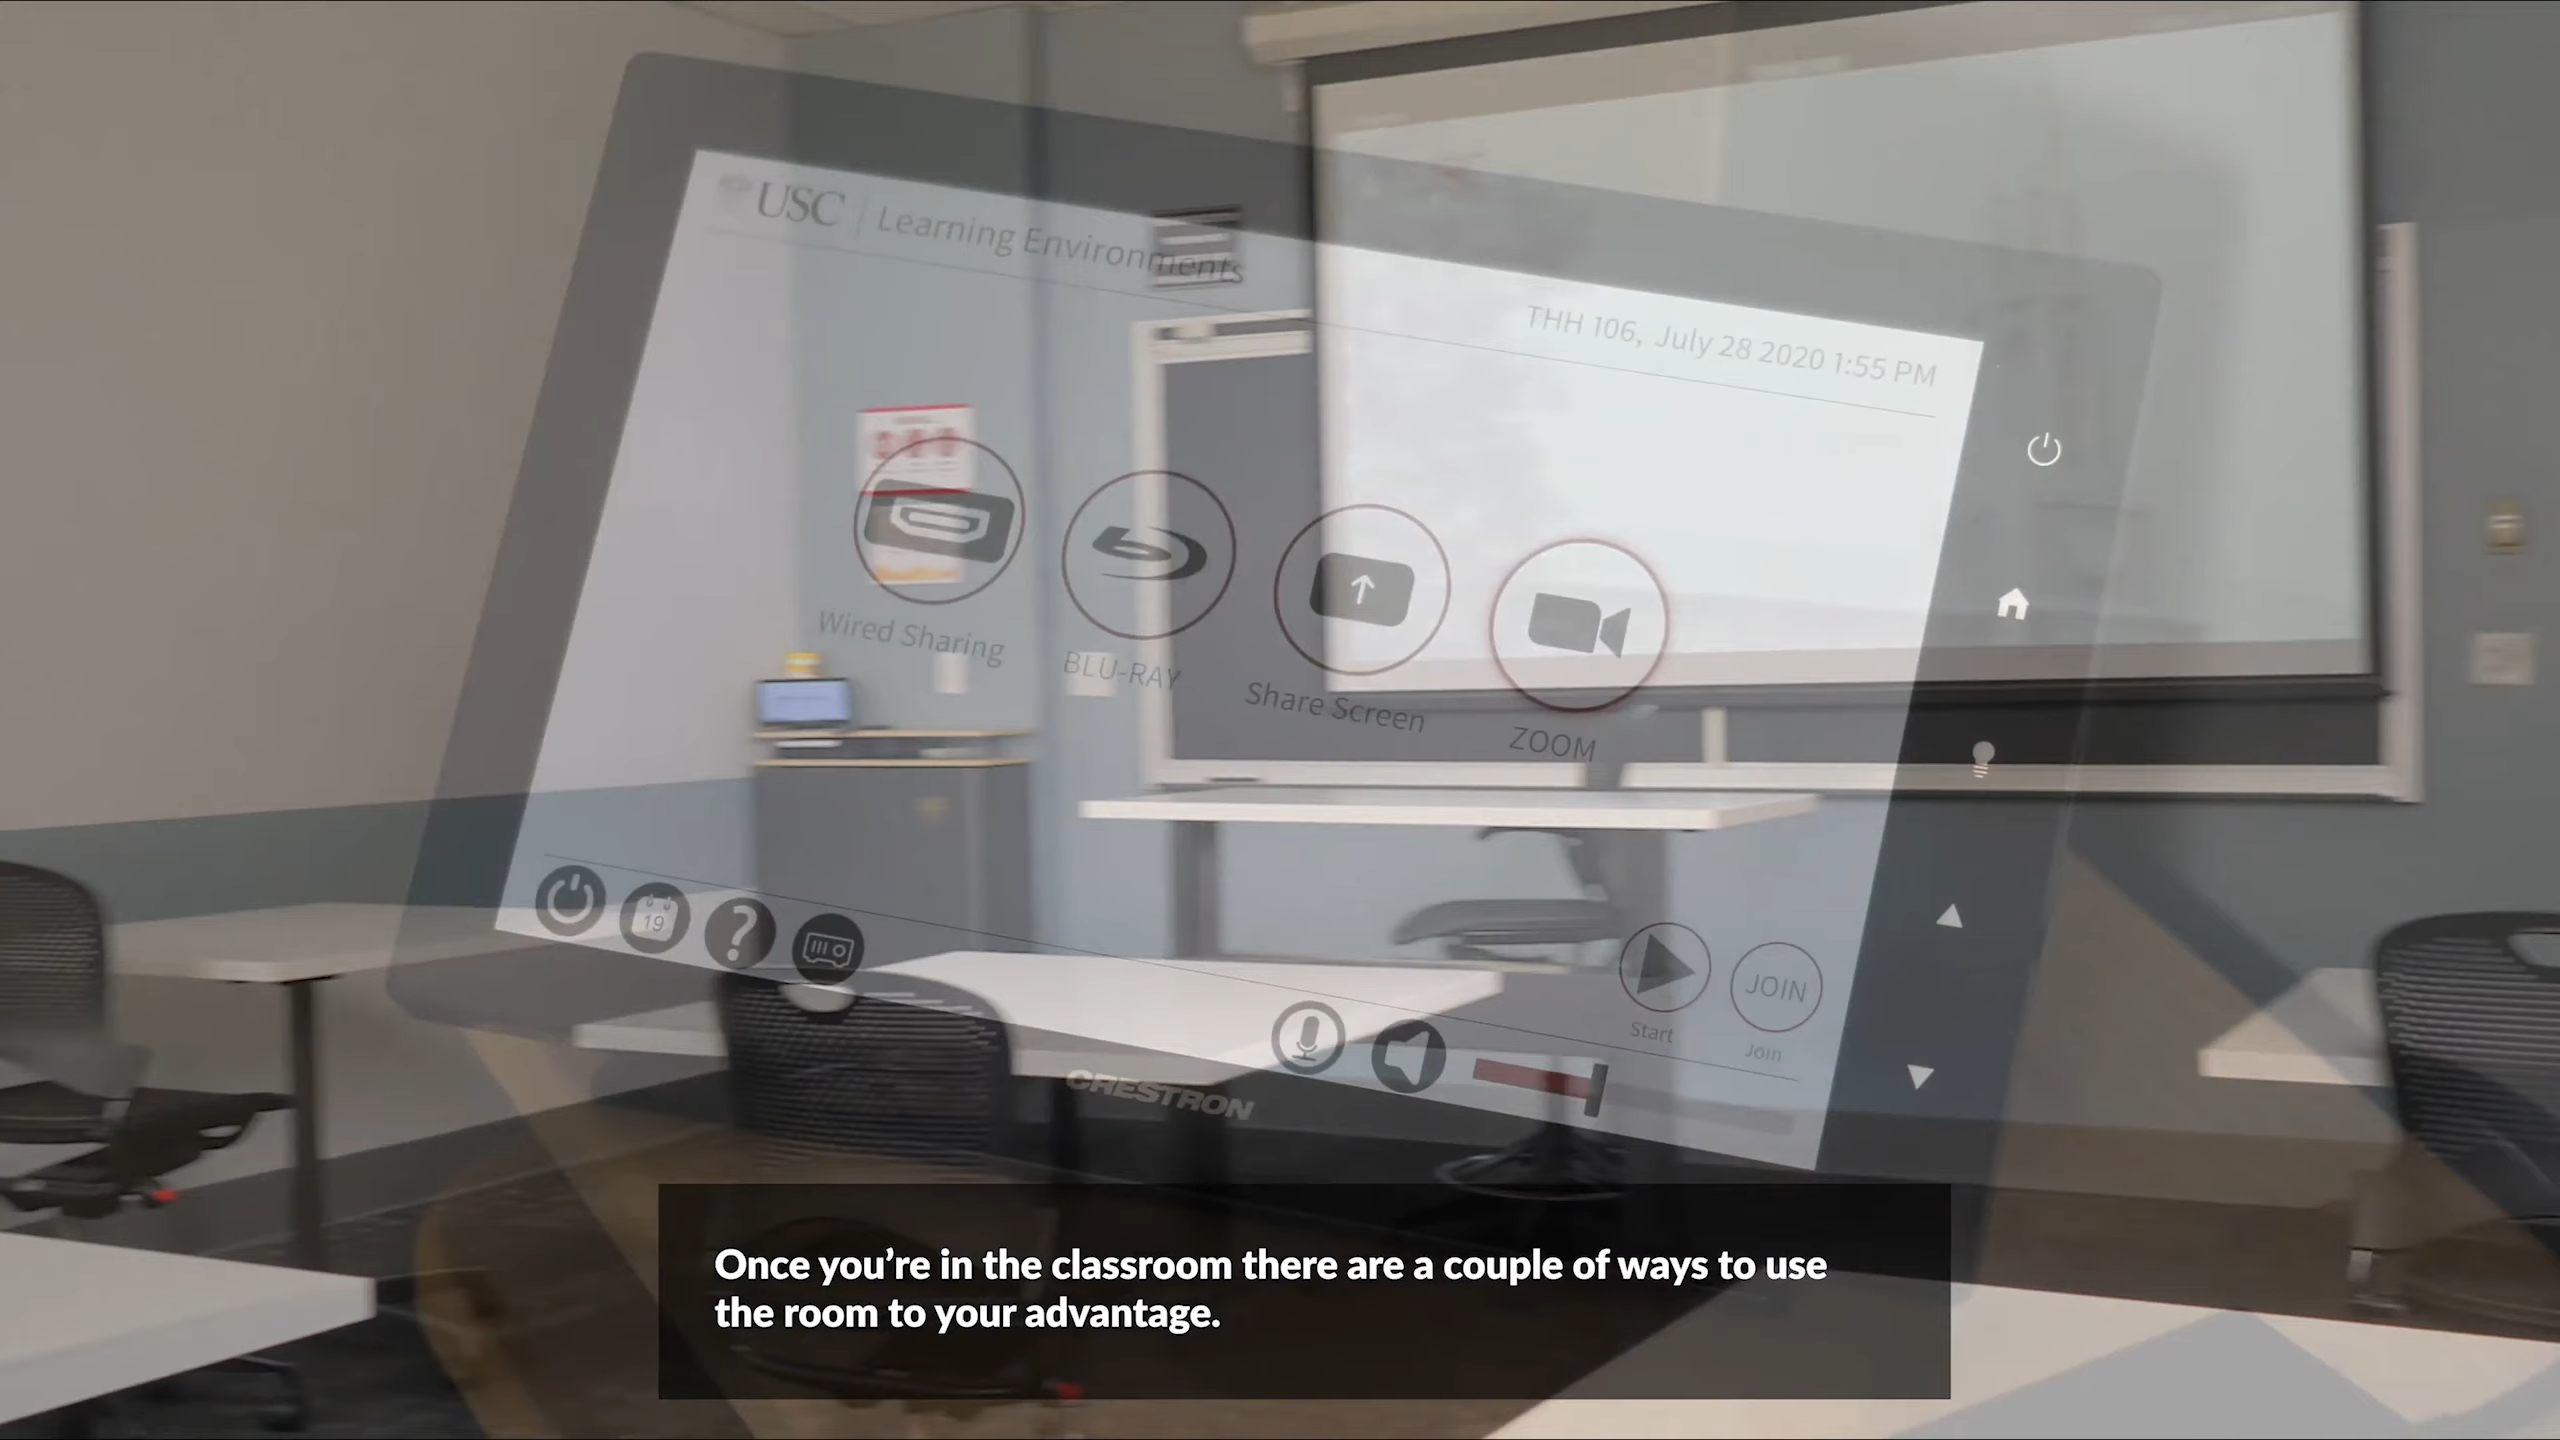 USC Learning Environments
THH 106, July 28 2020 1:55 PM
Wired Sharing
BLU-RAY
Share Screen
ZOOM
19
JOIN
Start
Join
CRESTRON
Once you’re in the classroom there are a couple of ways to use
the room to your advantage.